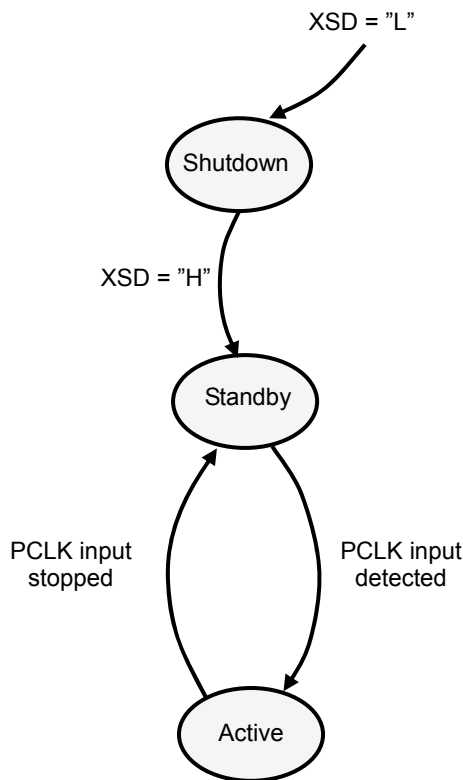 XSD = ”L”
Shutdown
XSD = ”H”
Standby
PCLK input
stopped
PCLK input
detected
Active